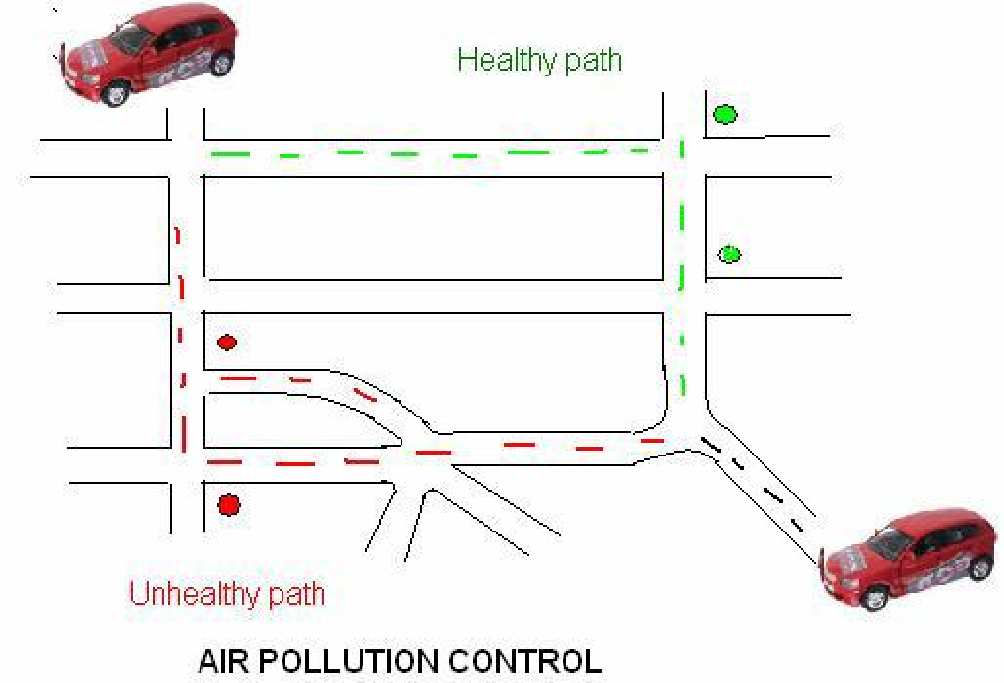 Healthy path
Unhealthy path
AIR POLLUTION CONTROL